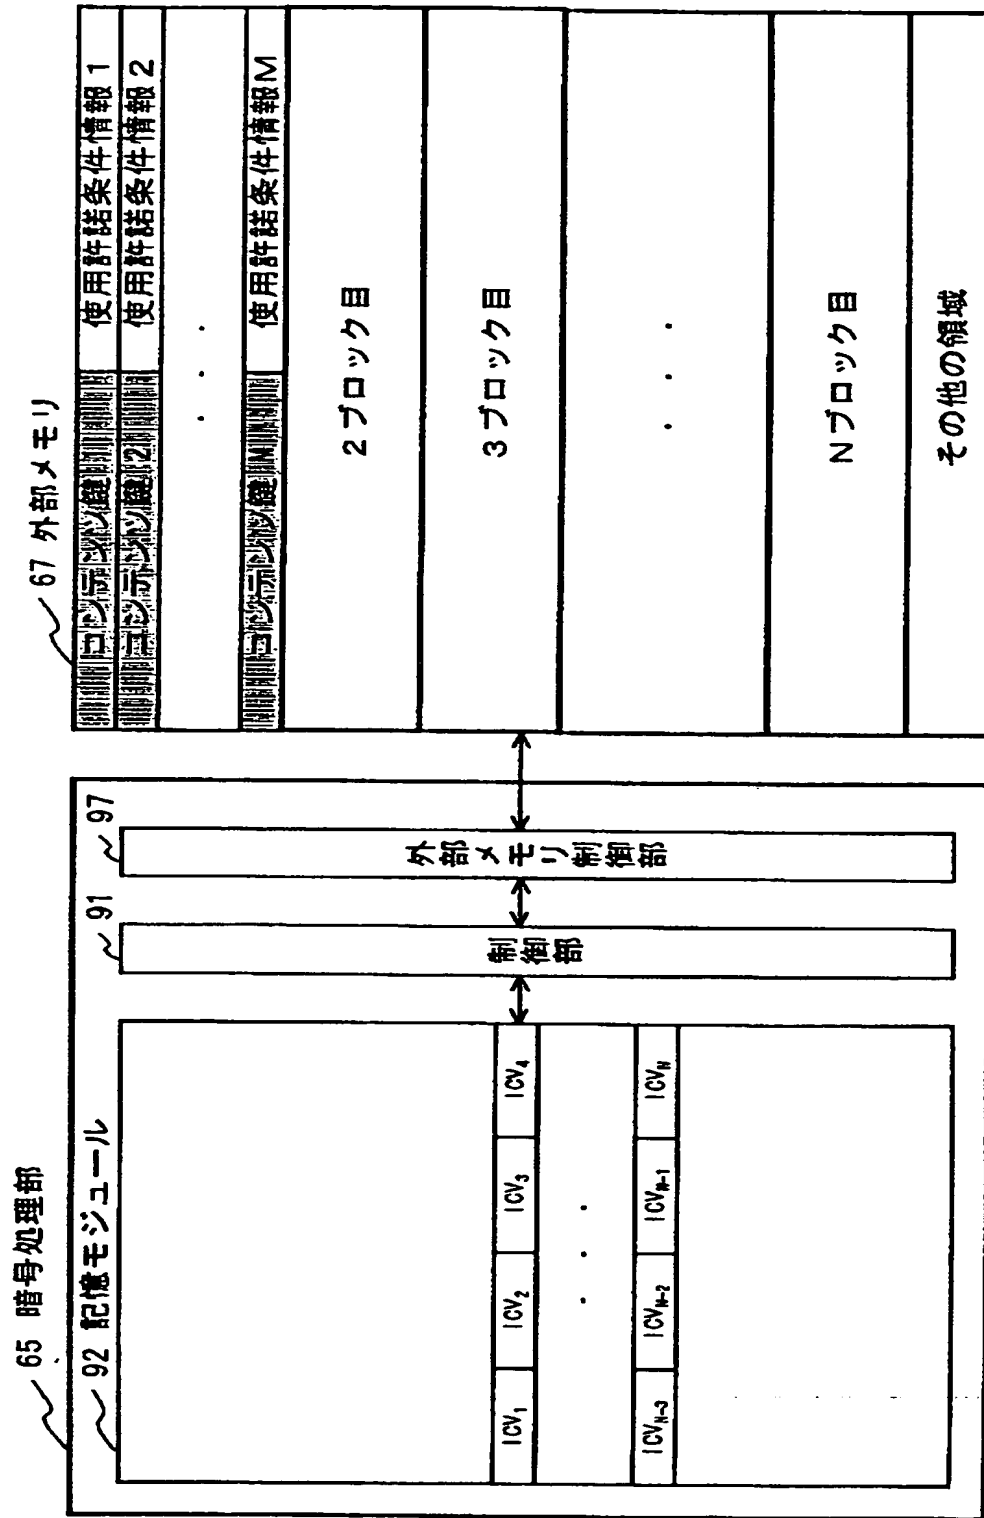 65 暗号処理部
92 記憶モジュール
ICV1 ICV2 ICV3 ICV4
・ ・ ・
ICVN-3 ICVN-2 ICVN-1 ICVN
91
制御部
97
外部メモリ制御部
67 外部メモリ
コンテンツ鍵1 使用許諾条件情報1
コンテンツ鍵2 使用許諾条件情報2
・ ・ ・
コンテンツ鍵M 使用許諾条件情報M
2ブロック目
3ブロック目
・ ・ ・
Nブロック目
その他の領域